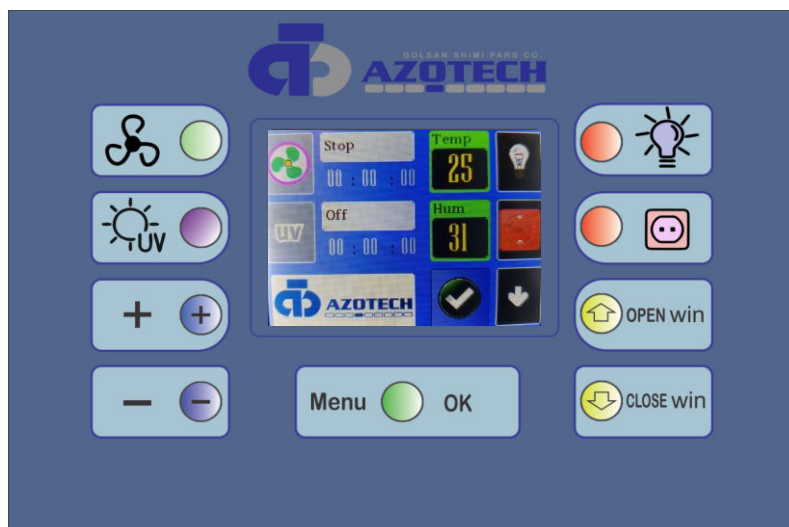 GOLSAN SHIMI PARS CO.
AZOTECH
Stop
00 : 00 : 00
Temp
25
Off
00 : 00 : 00
UV
Hum
31
AZOTECH
UV
+ +
− −
Menu OK
OPEN win
CLOSE win